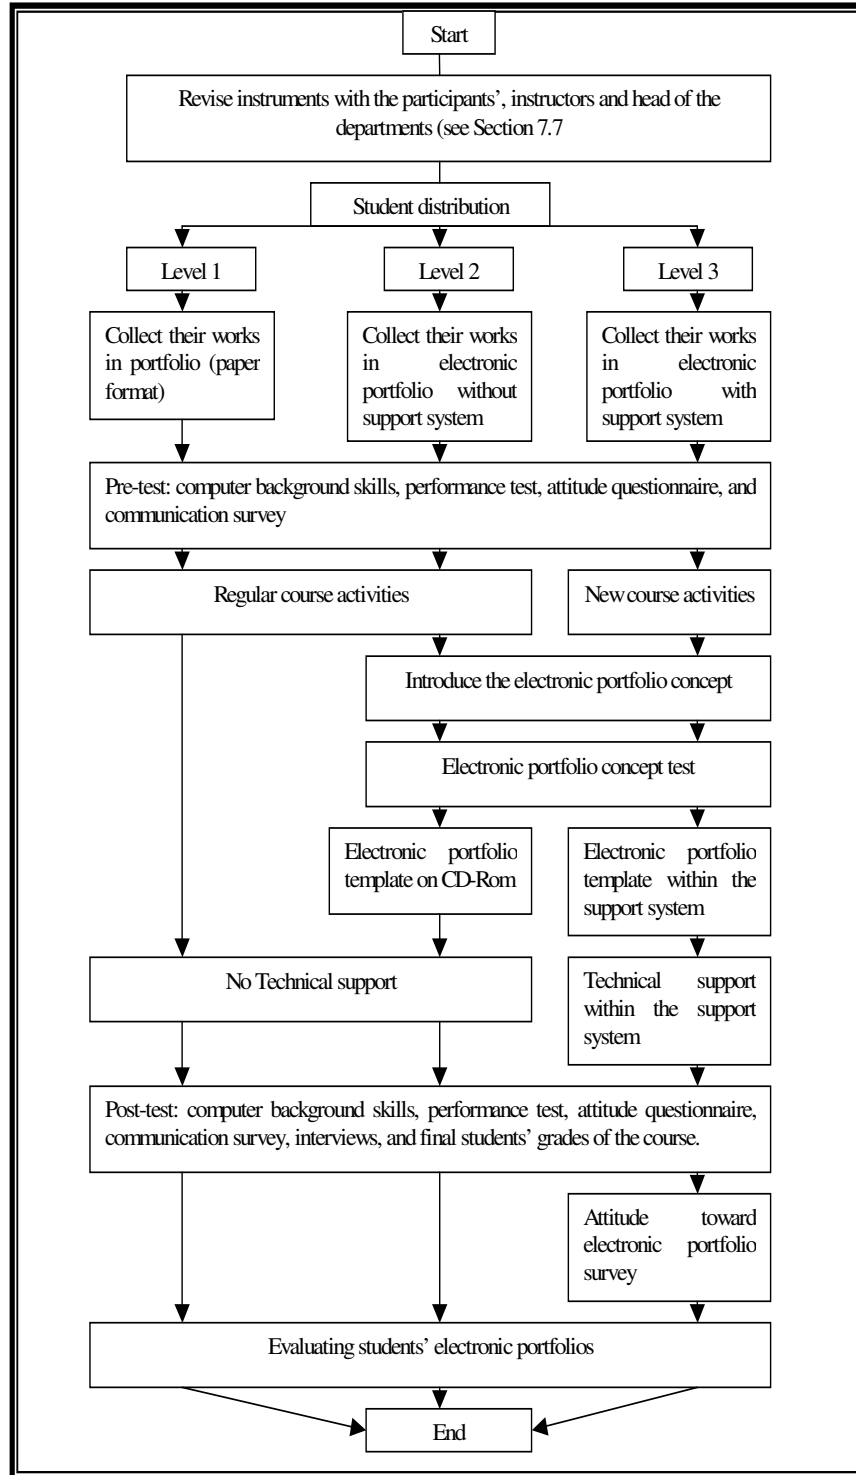 Start
Revise instruments with the participants’, instructors and head of the
departments (see Section 7.7
Student distribution
Level 1
Level 2
Level 3
Collect their works
in portfolio (paper
format)
Collect their works
in electronic
portfolio without
support system
Collect their works
in electronic
portfolio with
support system
Pre-test: computer background skills, performance test, attitude questionnaire, and
communication survey
Regular course activities
New course activities
Introduce the electronic portfolio concept
Electronic portfolio concept test
Electronic portfolio
template on CD-Rom
Electronic portfolio
template within the
support system
No Technical support
Technical support
within the support
system
Post-test: computer background skills, performance test, attitude questionnaire,
communication survey, interviews, and final students’ grades of the course.
Attitude toward
electronic portfolio
survey
Evaluating students’ electronic portfolios
End